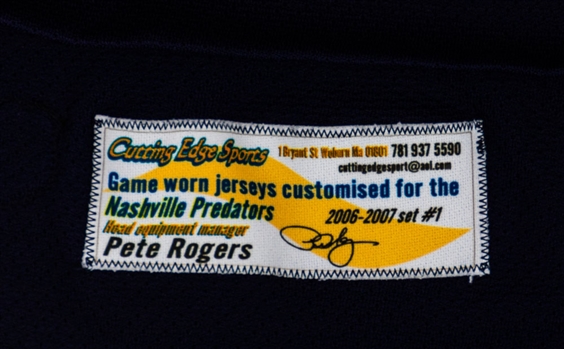 Cutting Edge Sports 1 Bryant St. Woburn Ma 01801 781 937 5590
cuttingedgesport@aol.com
Game worn jerseys customised for the
Nashville Predators 2006-2007 set #1
Head equipment manager
Pete Rogers